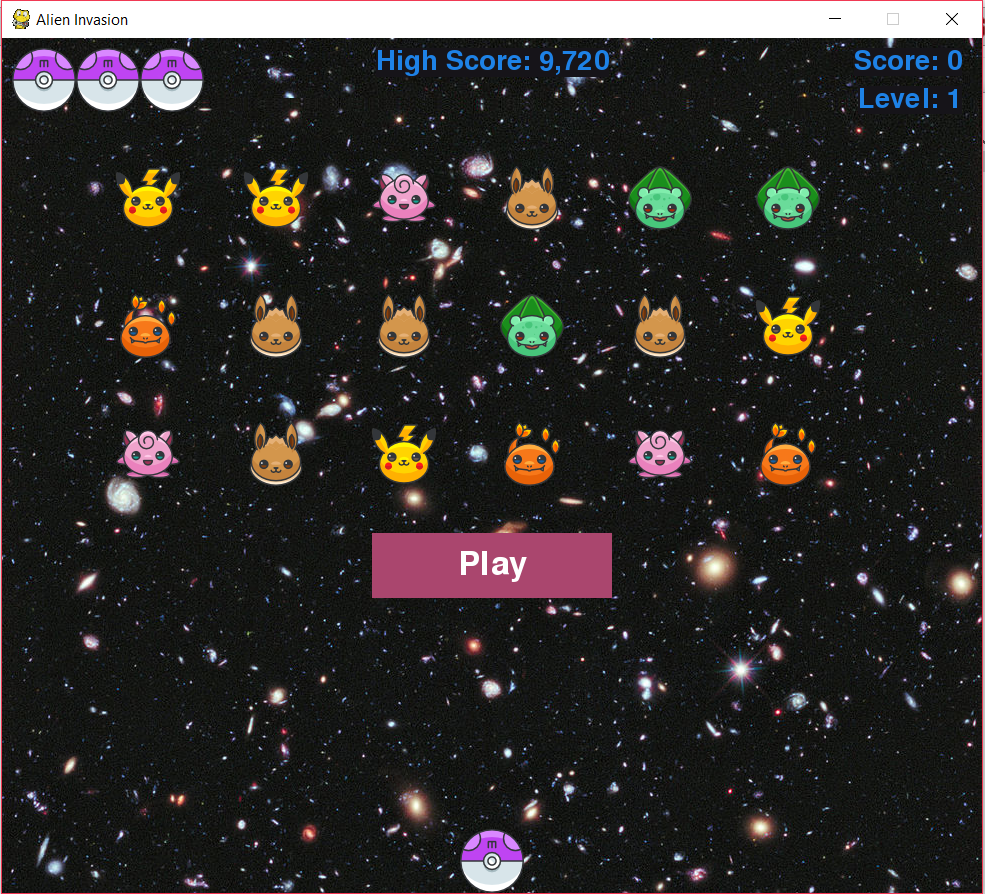 Alien Invasion
m m m
High Score: 9,720
Score: 0
Level: 1
Play
m